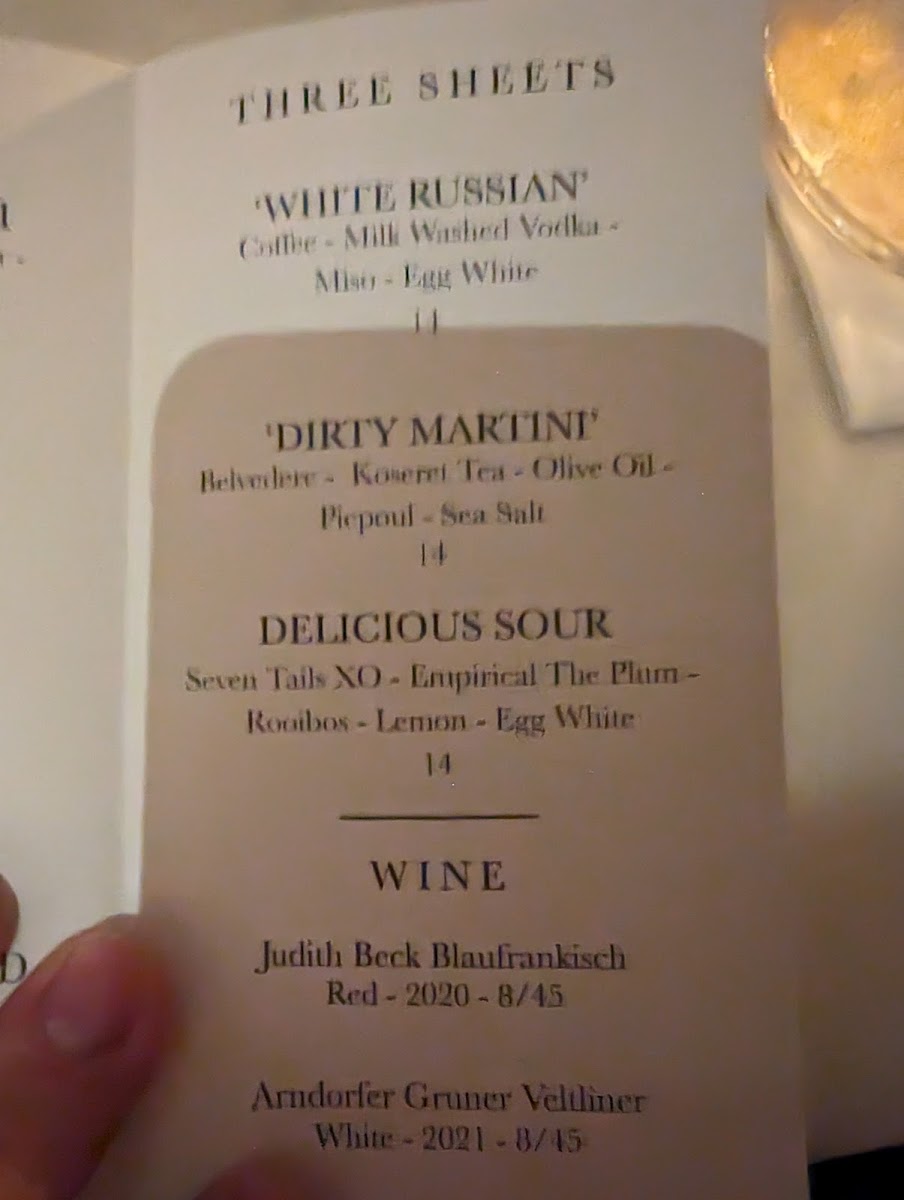 THREE SHEETS
'WHITE RUSSIAN'
Coffee - Milk Washed Vodka -
Miso - Egg White
'DIRTY MARTINI'
Belvedere - Koseret Tea - Olive Oil -
Picpoul - Sea Salt
14
DELICIOUS SOUR
Seven Tails XO - Empirical The Plum -
Rooibos - Lemon - Egg White
14
WINE
Judith Beck Blaufrankisch
Red - 2020 - 8/45
Arndorfer Gruner Veltliner
White - 2021 - 8/45